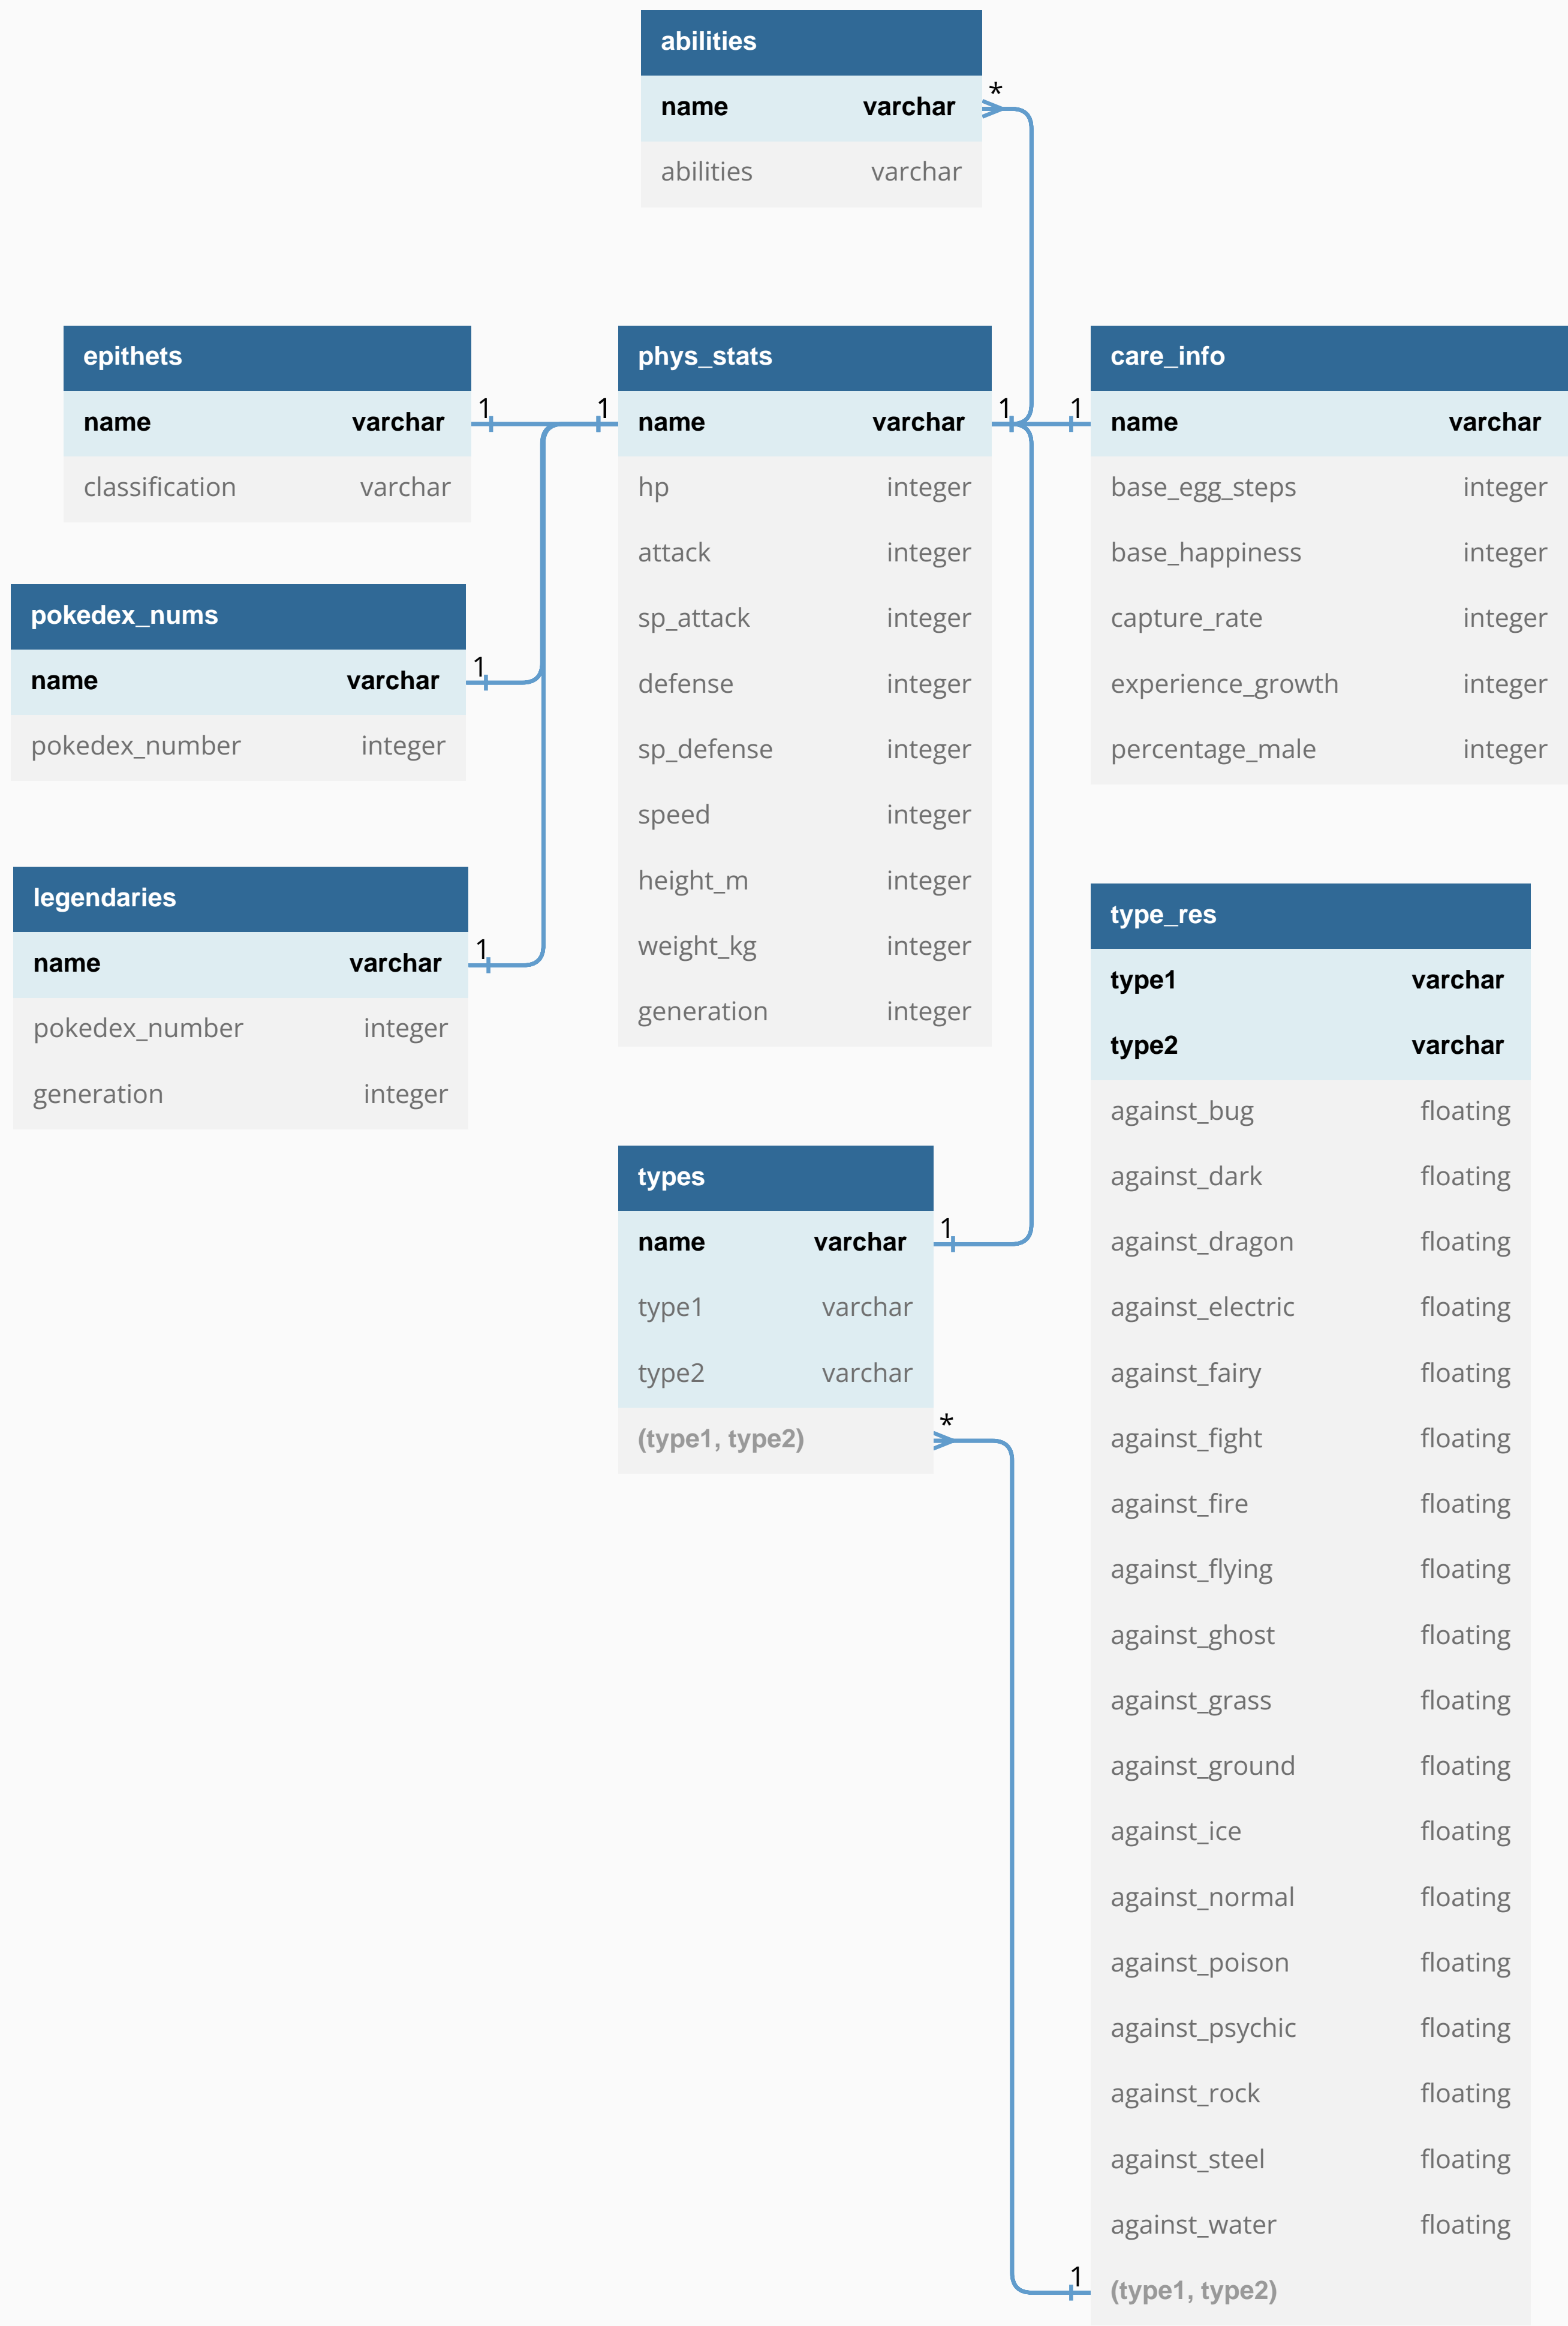 abilities
name varchar
abilities varchar
*
epithets
name varchar
classification varchar
1
1
phys_stats
name varchar
hp integer
attack integer
sp_attack integer
defense integer
sp_defense integer
speed integer
height_m integer
weight_kg integer
generation integer
1
1
care_info
name varchar
base_egg_steps integer
base_happiness integer
capture_rate integer
experience_growth integer
percentage_male integer
pokedex_nums
name varchar
pokedex_number integer
1
legendaries
name varchar
pokedex_number integer
generation integer
1
types
name varchar
type1 varchar
type2 varchar
(type1, type2)
1
*
type_res
type1 varchar
type2 varchar
against_bug floating
against_dark floating
against_dragon floating
against_electric floating
against_fairy floating
against_fight floating
against_fire floating
against_flying floating
against_ghost floating
against_grass floating
against_ground floating
against_ice floating
against_normal floating
against_poison floating
against_psychic floating
against_rock floating
against_steel floating
against_water floating
(type1, type2)
1